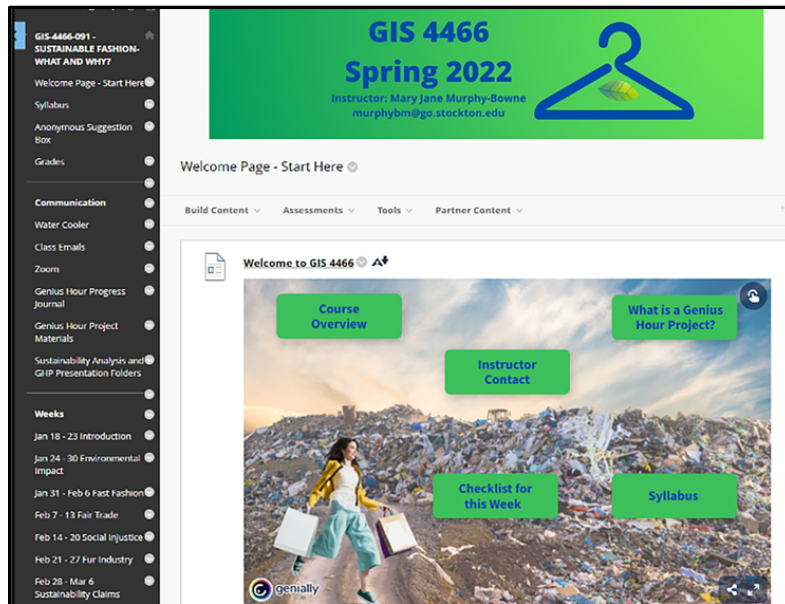 GIS-4466-091 -
SUSTAINABLE FASHION-
WHAT AND WHY?
Welcome Page - Start Here
Syllabus
Anonymous Suggestion
Box
Grades
Communication
Water Cooler
Class Emails
Zoom
Genius Hour Progress
Journal
Genius Hour Project
Materials
Sustainability Analysis and
GHP Presentation Folders
Weeks
Jan 18 - 23 Introduction
Jan 24 - 30 Environmental
Impact
Jan 31 - Feb 6 Fast Fashion
Feb 7 - 13 Fair Trade
Feb 14 - 20 Social Injustice
Feb 21 - 27 Fur Industry
Feb 28 - Mar 6
Sustainability Claims
GIS 4466
Spring 2022
Instructor: Mary Jane Murphy-Bowne
murphybm@go.stockton.edu
Welcome Page - Start Here
Build Content Assessments Tools Partner Content
Welcome to GIS 4466
Course
Overview
What is a Genius
Hour Project?
Instructor
Contact
Checklist for
this Week
Syllabus
genially